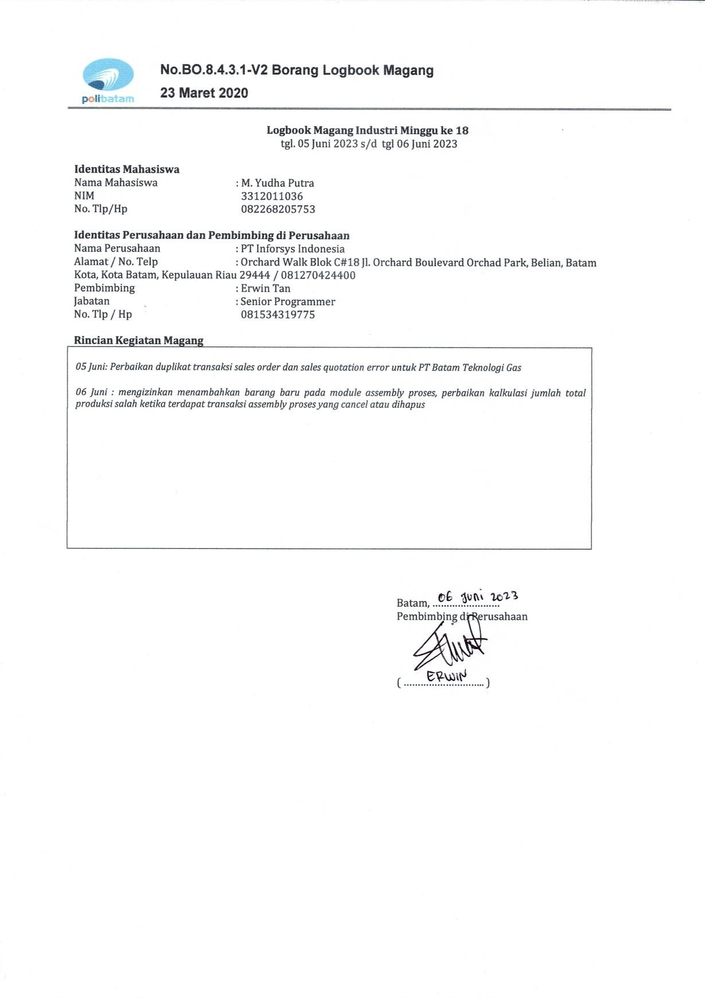 No.BO.8.4.3.1-V2 Borang Logbook Magang
23 Maret 2020
polibatam
Logbook Magang Industri Minggu ke 18
tgl. 05 Juni 2023 s/d tgl 06 Juni 2023
Identitas Mahasiswa
Nama Mahasiswa : M. Yudha Putra
NIM 3312011036
No. Tlp/Hp 082268205753
Identitas Perusahaan dan Pembimbing di Perusahaan
Nama Perusahaan : PT Inforsys Indonesia
Alamat / No. Telp : Orchard Walk Blok C#18 Jl. Orchard Boulevard Orchad Park, Belian, Batam
Kota, Kota Batam, Kepulauan Riau 29444 / 081270424400
Pembimbing : Erwin Tan
Jabatan : Senior Programmer
No. Tlp / Hp 081534319775
Rincian Kegiatan Magang
05 Juni: Perbaikan duplikat transaksi sales order dan sales quotation error untuk PT Batam Teknologi Gas
06 Juni : mengizinkan menambahkan barang baru pada module assembly proses, perbaikan kalkulasi jumlah total
produksi salah ketika terdapat transaksi assembly proses yang cancel atau dihapus
Batam, 06 Juni 2023
Pembimbing di Perusahaan
ERWIN
(..............................)